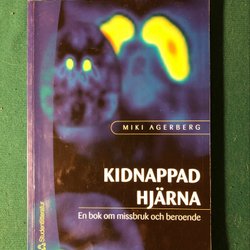 MIKI AGERBERG
KIDNAPPAD
HJÄRNA
En bok om missbruk och beroende
Studentlitteratur